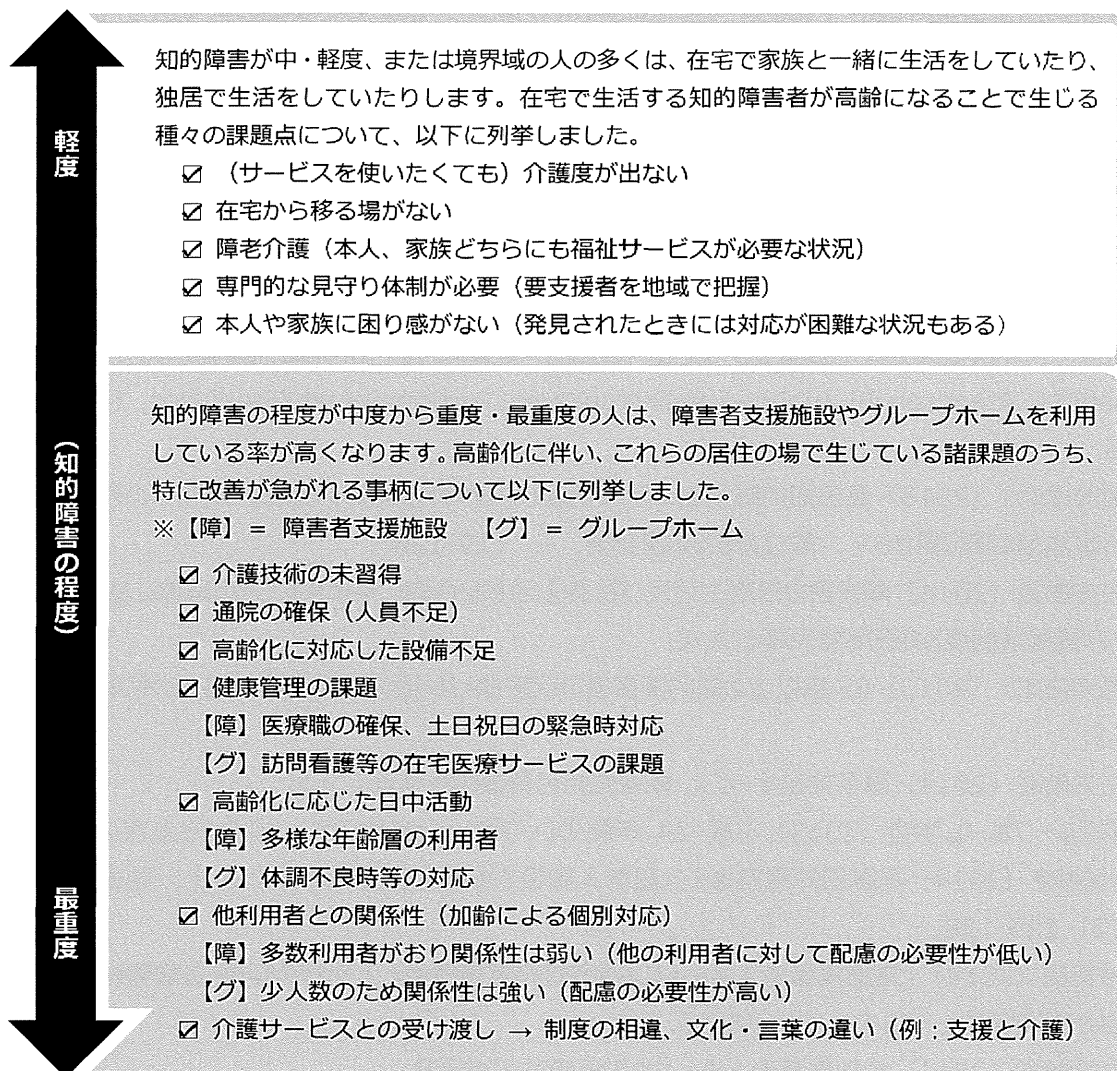 軽度
知的障害が中・軽度、または境界域の人の多くは、在宅で家族と一緒に生活をしていたり、
独居で生活をしていたりします。在宅で生活する知的障害者が高齢になることで生じる
種々の課題点について、以下に列挙しました。
☑ （サービスを使いたくても）介護度が出ない
☑ 在宅から移る場がない
☑ 障老介護（本人、家族どちらにも福祉サービスが必要な状況）
☑ 専門的な見守り体制が必要（要支援者を地域で把握）
☑ 本人や家族に困り感がない（発見されたときには対応が困難な状況もある）
（知的障害の程度）
知的障害の程度が中度から重度・最重度の人は、障害者支援施設やグループホームを利用
している率が高くなります。高齢化に伴い、これらの居住の場で生じている諸課題のうち、
特に改善が急がれる事柄について以下に列挙しました。
※【障】＝ 障害者支援施設 【グ】＝ グループホーム
☑ 介護技術の未習得
☑ 通院の確保（人員不足）
☑ 高齢化に対応した設備不足
☑ 健康管理の課題
【障】医療職の確保、土日祝日の緊急時対応
【グ】訪問看護等の在宅医療サービスの課題
☑ 高齢化に応じた日中活動
【障】多様な年齢層の利用者
【グ】体調不良時等の対応
最重度
☑ 他利用者との関係性（加齢による個別対応）
【障】多数利用者がおり関係性は弱い（他の利用者に対して配慮の必要性が低い）
【グ】少人数のため関係性は強い（配慮の必要性が高い）
☑ 介護サービスとの受け渡し → 制度の相違、文化・言葉の違い（例：支援と介護）